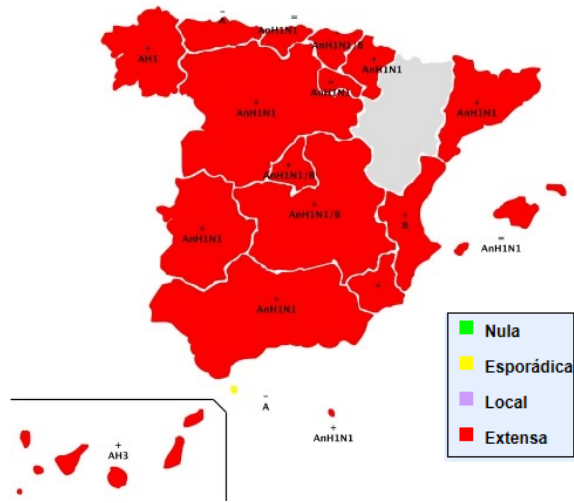 –
A
=
AnH1N1
AnH1N1/B
+
AnH1N1
+
AH1
–
AnH1N1
+
AnH1N1
+
AnH1N1
+
AnH1N1/B
+
AnH1N1/B
+
AnH1N1
+
B
=
AnH1N1
+
+
AnH1N1
–
A
+
AnH1N1
+
AH3
Nula
Esporádica
Local
Extensa